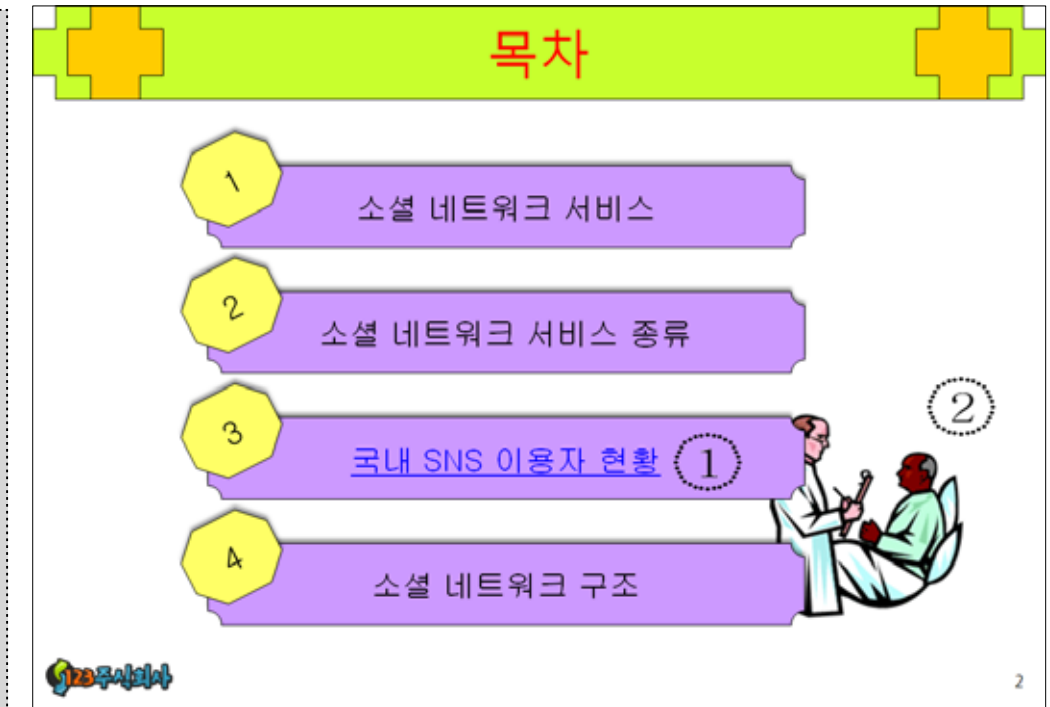 목차
1
소셜 네트워크 서비스
2
소셜 네트워크 서비스 종류
3
국내 SNS 이용자 현황 1
2
4
소셜 네트워크 구조
123주식회사
2